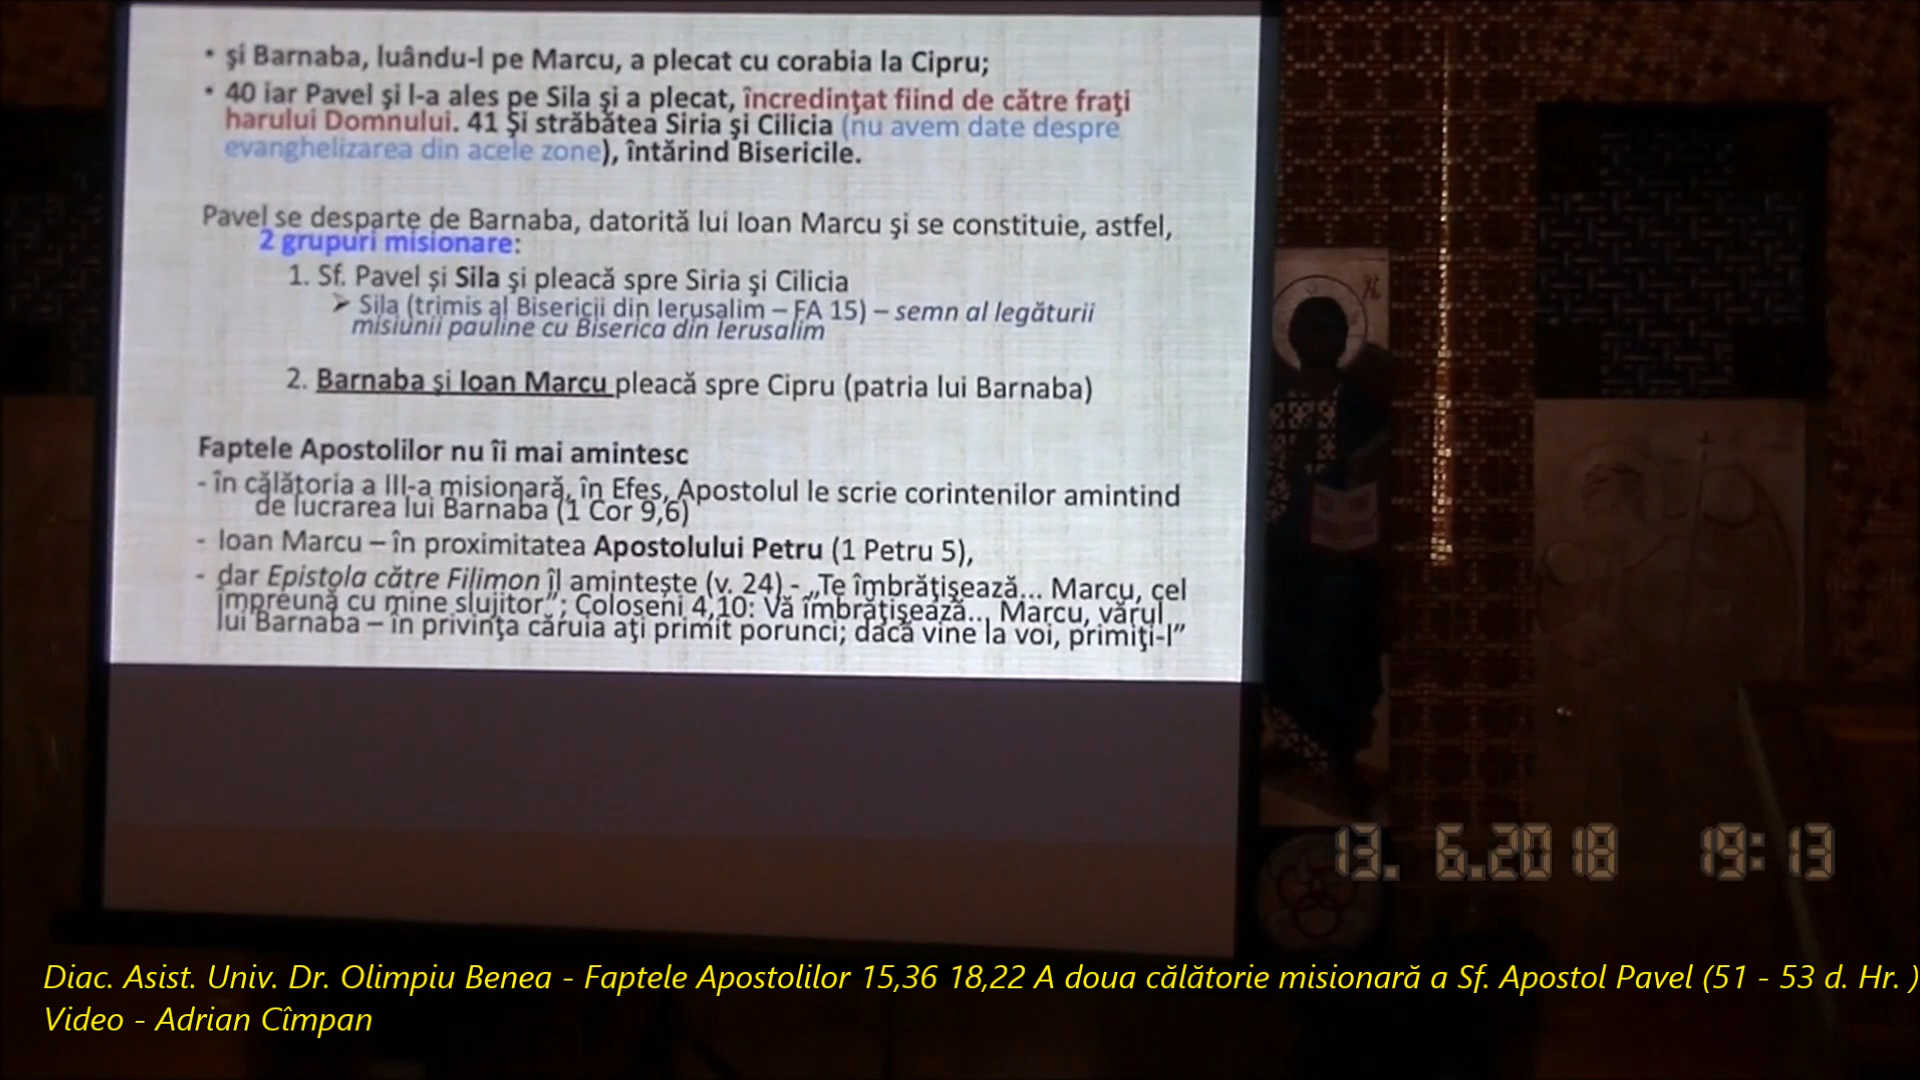 • şi Barnaba, luându-l pe Marcu, a plecat cu corabia la Cipru;
• 40 iar Pavel şi l-a ales pe Sila şi a plecat, încredinţat fiind de către fraţi
harului Domnului. 41 Şi străbătea Siria şi Cilicia (nu avem date despre
evanghelizarea din acele zone), întărind Bisericile.
Pavel se desparte de Barnaba, datorită lui Ioan Marcu şi se constituie, astfel,
2 grupuri misionare:
1. Sf. Pavel şi Sila şi pleacă spre Siria şi Cilicia
➢ Sila (trimis al Bisericii din Ierusalim – FA 15) – semn al legăturii
misiunii pauline cu Biserica din Ierusalim
2. Barnaba şi Ioan Marcu pleacă spre Cipru (patria lui Barnaba)
Faptele Apostolilor nu îi mai amintesc
- în călătoria a III-a misionară, în Efes, Apostolul le scrie corintenilor amintind
de lucrarea lui Barnaba (1 Cor 9,6)
- Ioan Marcu – în proximitatea Apostolului Petru (1 Petru 5),
- dar Epistola către Filimon îl aminteşte (v. 24) - „Te îmbrăţişează... Marcu, cel
împreună cu mine slujitor”; Coloseni 4,10: Vă îmbrăţişează... Marcu, vărul
lui Barnaba – în privinţa căruia aţi primit porunci; dacă vine la voi, primiţi-l”
13. 6.2018 19:13
Diac. Asist. Univ. Dr. Olimpiu Benea - Faptele Apostolilor 15,36 18,22 A doua călătorie misionară a Sf. Apostol Pavel (51 - 53 d. Hr. )
Video - Adrian Cîmpan